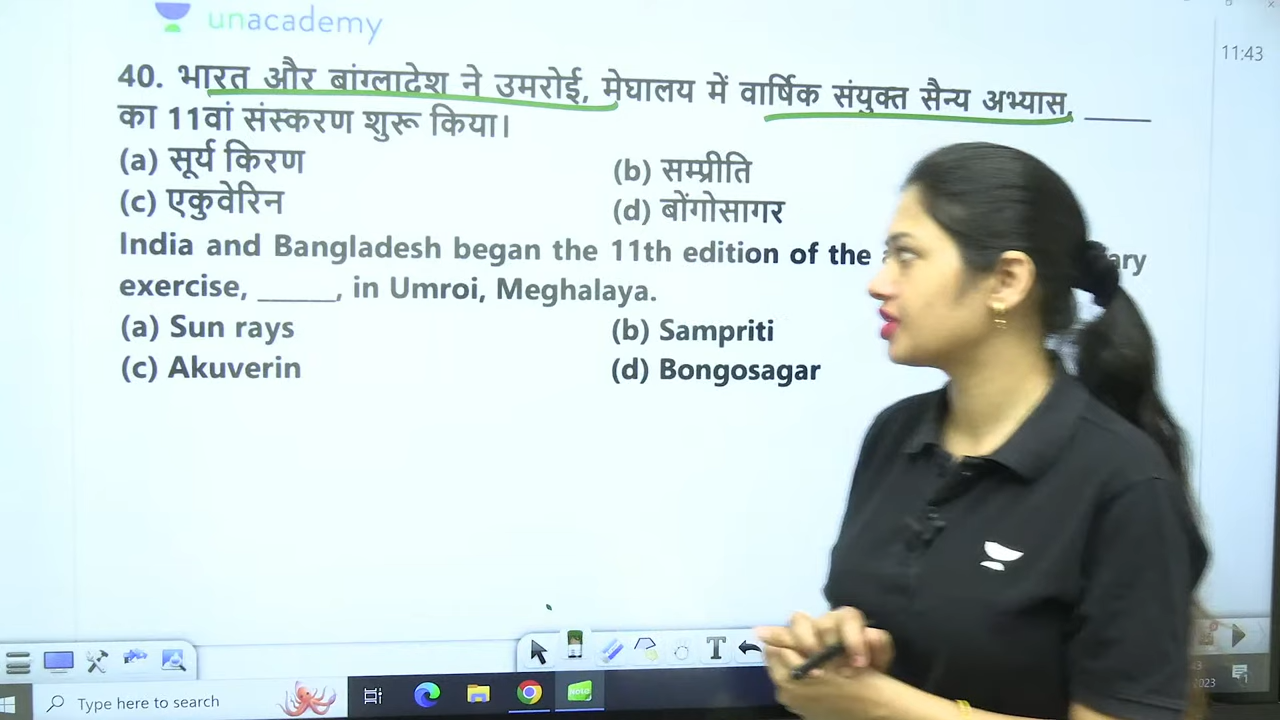 unacademy
11:43
40. भारत और बांग्लादेश ने उमरोई, मेघालय में वार्षिक संयुक्त सैन्य अभ्यास, _____
का 11वां संस्करण शुरू किया।
(a) सूर्य किरण (b) सम्प्रीति
(c) एकुवेरिन (d) बोंगोसागर
India and Bangladesh began the 11th edition of the
exercise, _____, in Umroi, Meghalaya.
(a) Sun rays (b) Sampriti
(c) Akuverin (d) Bongosagar
Type here to search
2023